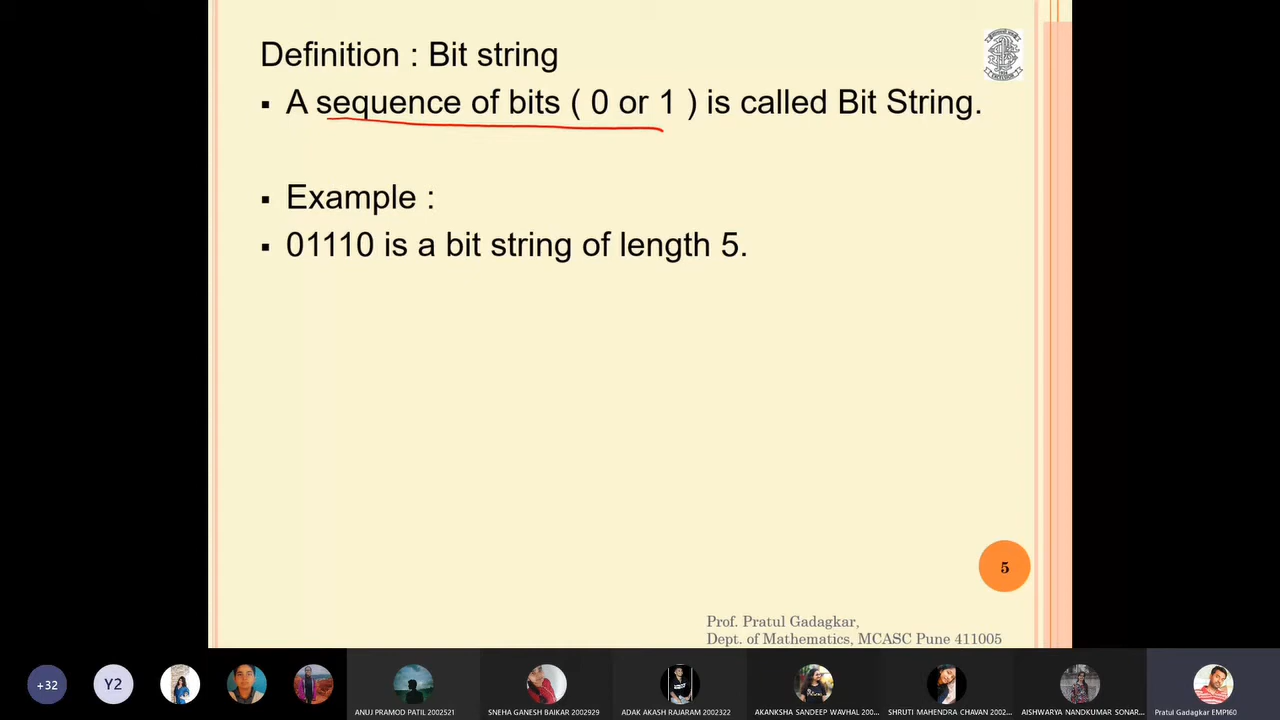 Definition : Bit string
▪ A sequence of bits ( 0 or 1 ) is called Bit String.
▪ Example :
▪ 01110 is a bit string of length 5.
5
Prof. Pratul Gadagkar,
Dept. of Mathematics, MCASC Pune 411005
+32
Y2
ANUJ PRAMOD PATIL 2002521
SNEHA GANESH BAIKAR 2002929
ADAK AKASH RAJARAM 2002322
AKANKSHA SANDEEP WAVHAL 200...
SHRUTI MAHENDRA CHAVAN 2002...
AISHWARYA NANDKUMAR SONAR...
Pratul Gadagkar EMP160